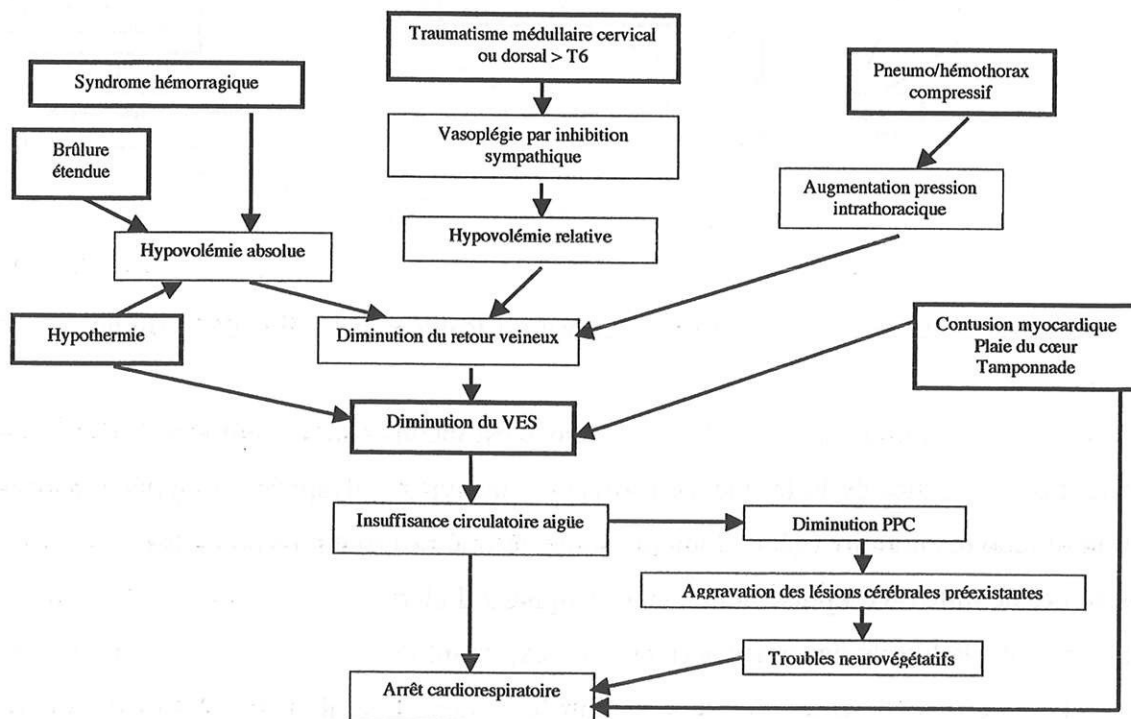 Traumatisme médullaire cervical
ou dorsal > T6
Syndrome hémorragique
Pneumo/hémothorax
compressif
Brûlure
étendue
Vasoplégie par inhibition
sympathique
Augmentation pression
intrathoracique
Hypovolémie absolue
Hypovolémie relative
Hypothermie
Diminution du retour veineux
Contusion myocardique
Plaie du cœur
Tamponnade
Diminution du VES
Insuffisance circulatoire aigüe
Diminution PPC
Aggravation des lésions cérébrales préexistantes
Troubles neurovégétatifs
Arrêt cardiorespiratoire